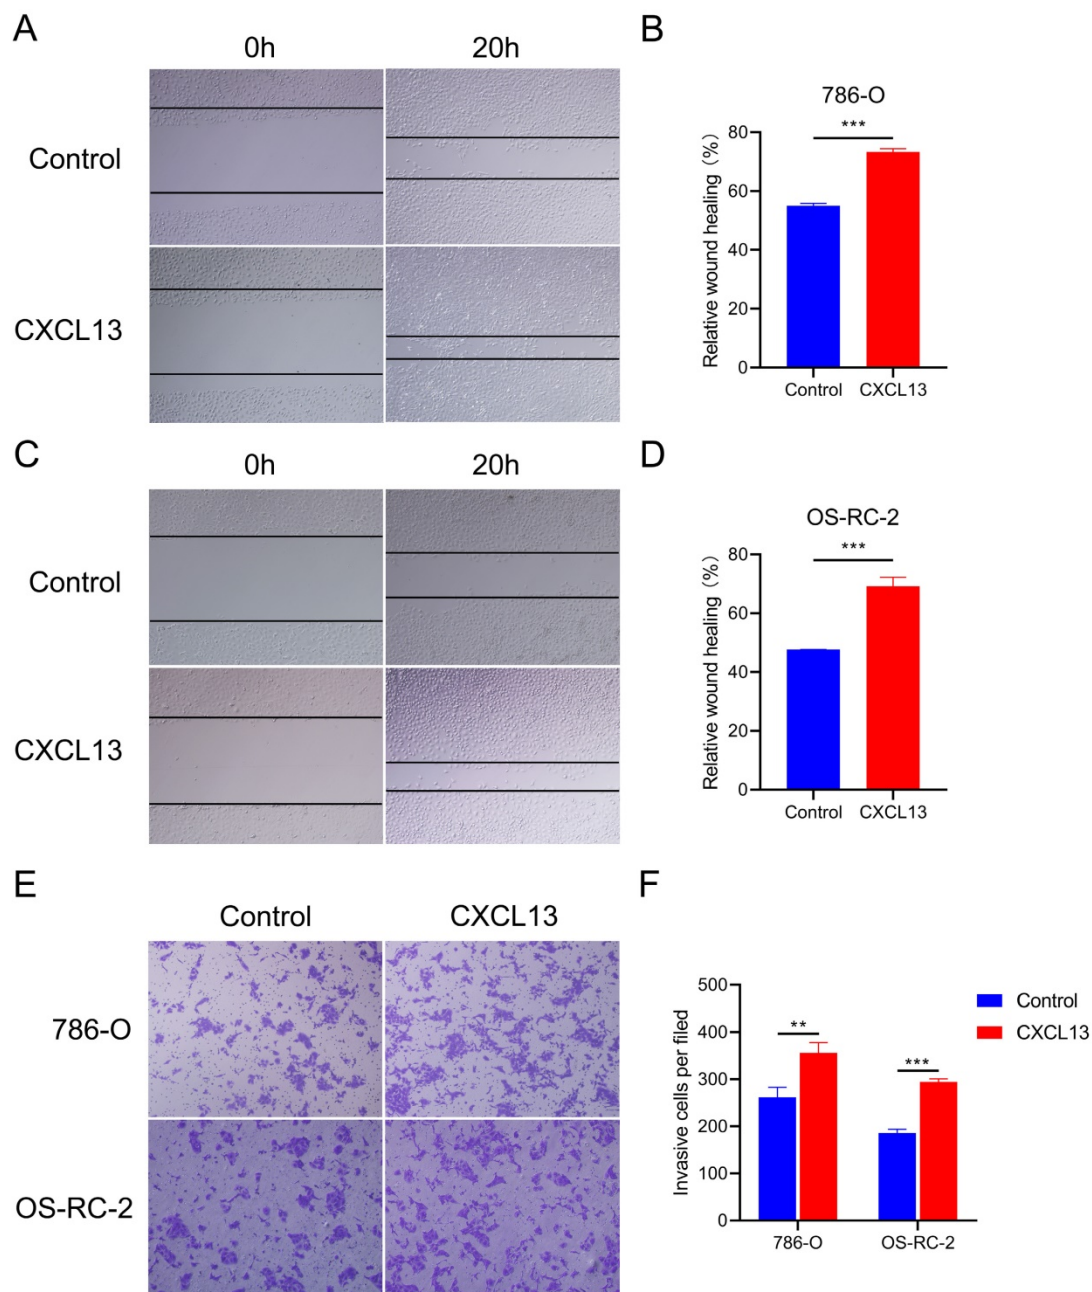 A
0h 20h
Control
CXCL13
B
786-O
***
Relative wound healing (%)
80
60
40
20
0
Control CXCL13
C
0h 20h
Control
CXCL13
D
OS-RC-2
***
Relative wound healing (%)
80
60
40
20
0
Control CXCL13
E
Control CXCL13
786-O
OS-RC-2
F
Invasive cells per filed
500
400
300
200
100
0
**
***
786-O OS-RC-2
Control
CXCL13